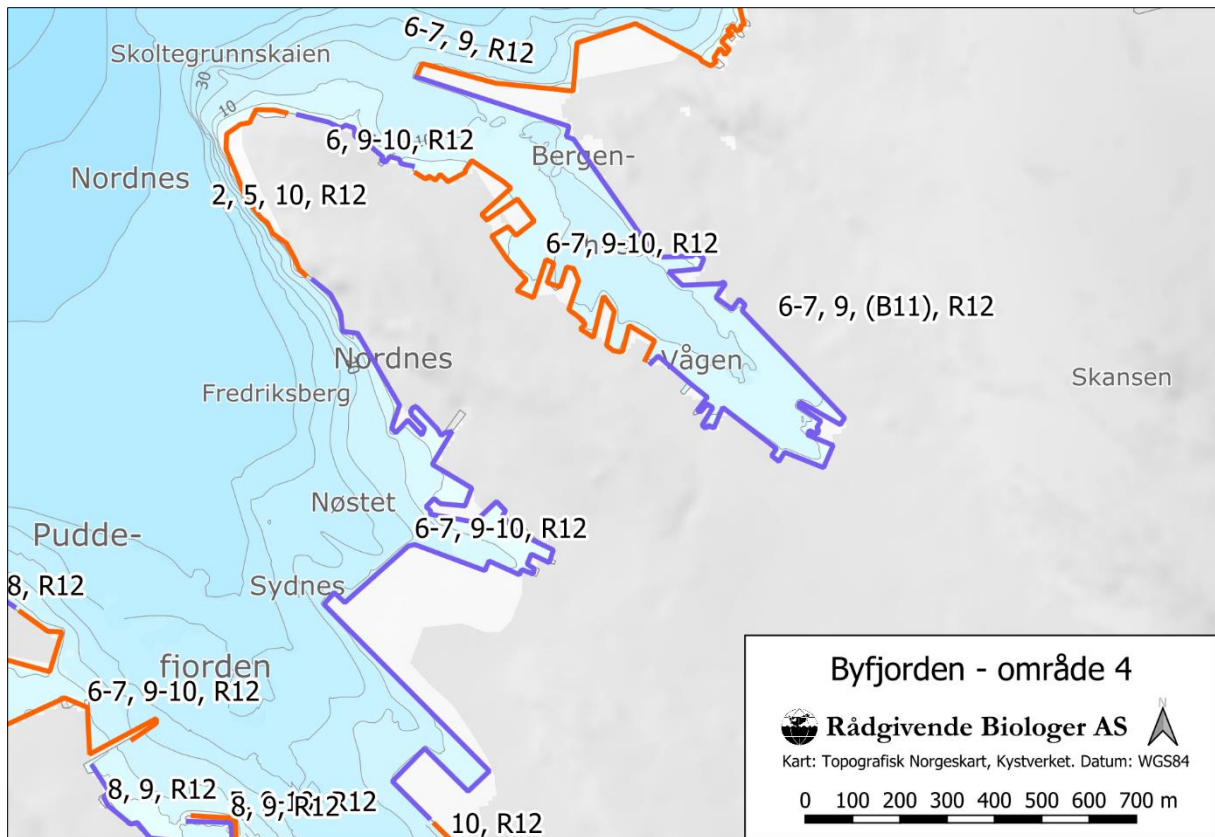 6-7, 9, R12
Skoltegrunnskaien
30
10
6, 9-10, R12
Bergen-
Nordnes
2, 5, 10, R12
6-7, 9-10, R12
6-7, 9, (B11), R12
Nordnes
Vågen
Skansen
Fredriksberg
Nøstet
6-7, 9-10, R12
Pudde-
Sydnes
8, R12
fjorden
6-7, 9-10, R12
8, 9, R12
8, 9, R12
10, R12
Byfjorden - område 4
Rådgivende Biologer AS
N
Kart: Topografisk Norgeskart, Kystverket. Datum: WGS84
0 100 200 300 400 500 600 700 m